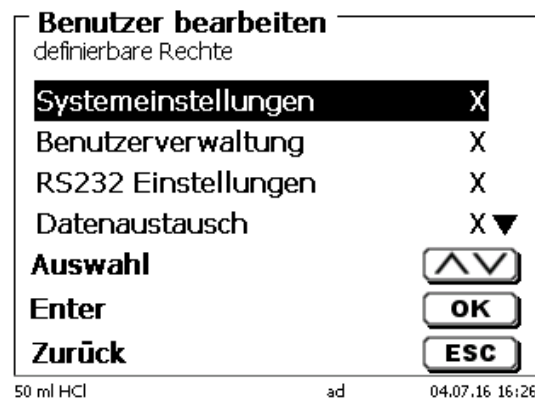 Benutzer bearbeiten
definierbare Rechte
Systemeinstellungen X
Benutzerverwaltung X
RS232 Einstellungen X
Datenaustausch X
Auswahl
Enter OK
Zurück ESC
50 ml HCl ad 04.07.16 16:26